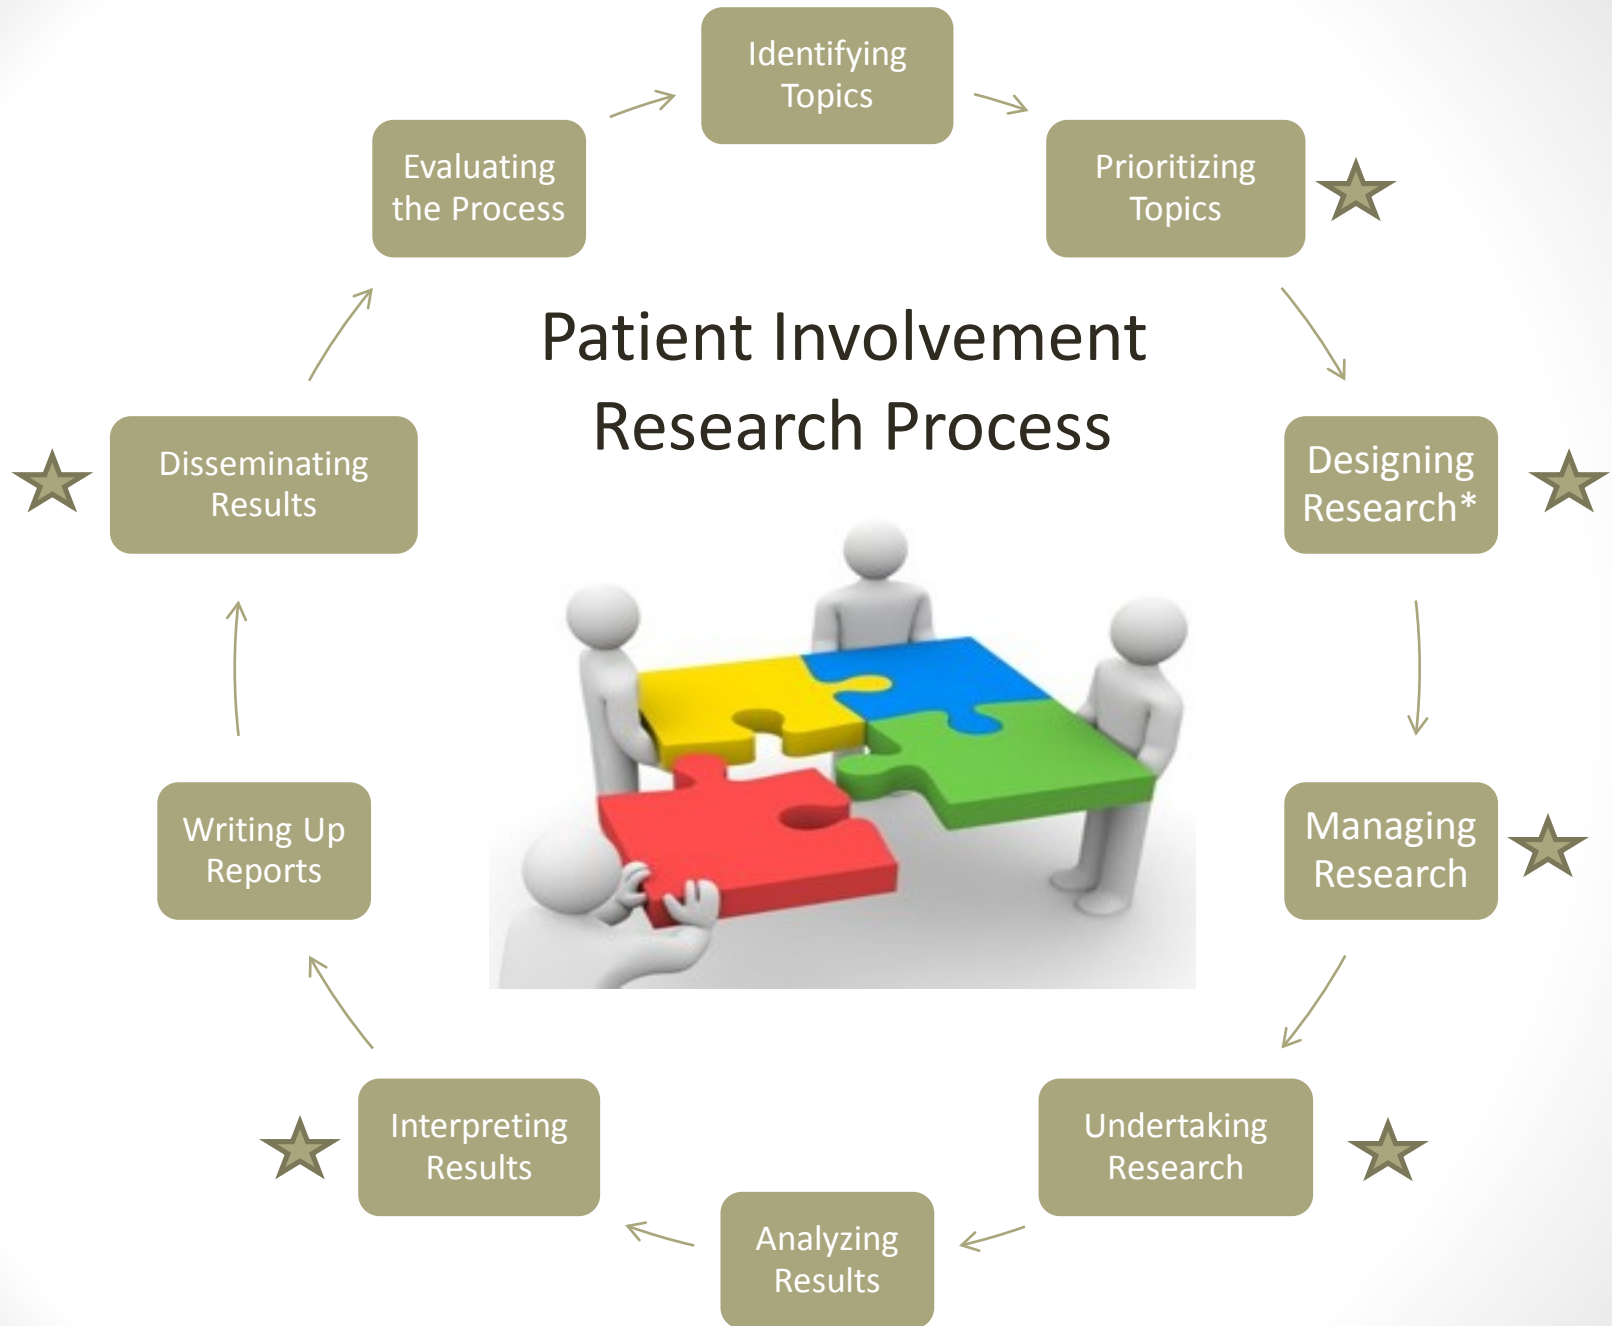 Patient Involvement
Research Process
Identifying
Topics
Prioritizing
Topics
Designing
Research*
Managing
Research
Undertaking
Research
Analyzing
Results
Interpreting
Results
Writing Up
Reports
Disseminating
Results
Evaluating
the Process